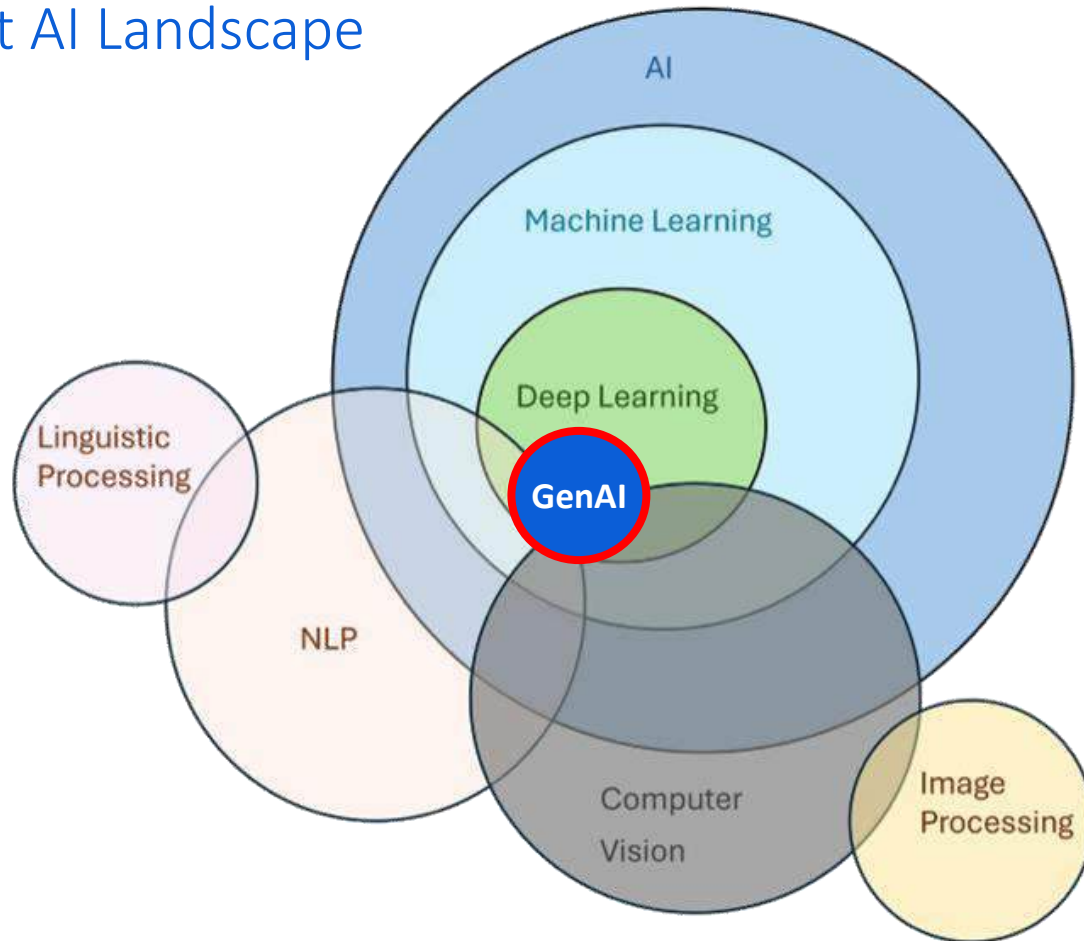 t AI Landscape
AI
Machine Learning
Deep Learning
Linguistic
Processing
GenAI
NLP
Computer
Vision
Image
Processing